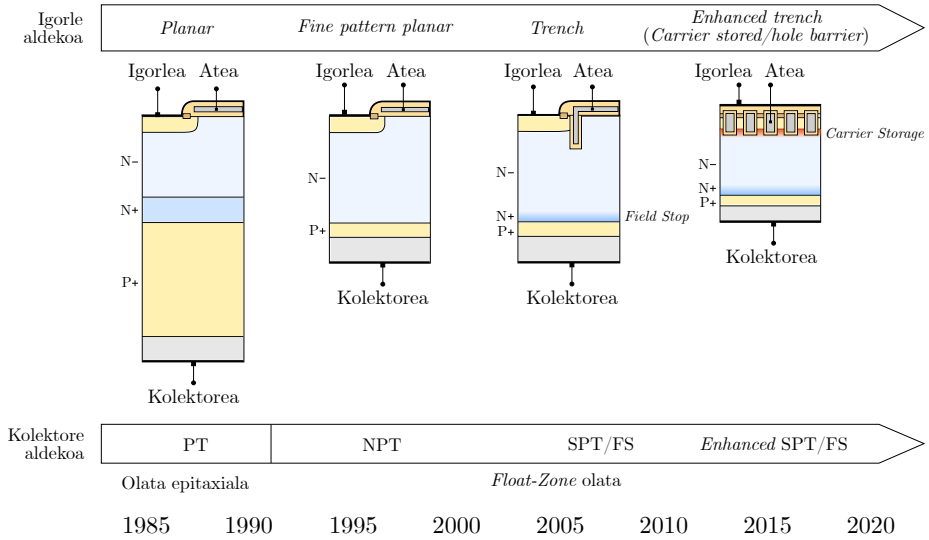 Igorle
aldekoa
Planar
Fine pattern planar
Trench
Enhanced trench
(Carrier stored/hole barrier)
Igorlea Atea
N−
N+
P+
Kolektorea
Igorlea Atea
N−
P+
Kolektorea
Igorlea Atea
N−
N+
Field Stop
P+
Kolektorea
Igorlea Atea
Carrier Storage
N−
N+
P+
Kolektorea
Kolektore
aldekoa
PT
NPT
SPT/FS
Enhanced SPT/FS
Olata epitaxiala
Float-Zone olata
1985 1990 1995 2000 2005 2010 2015 2020